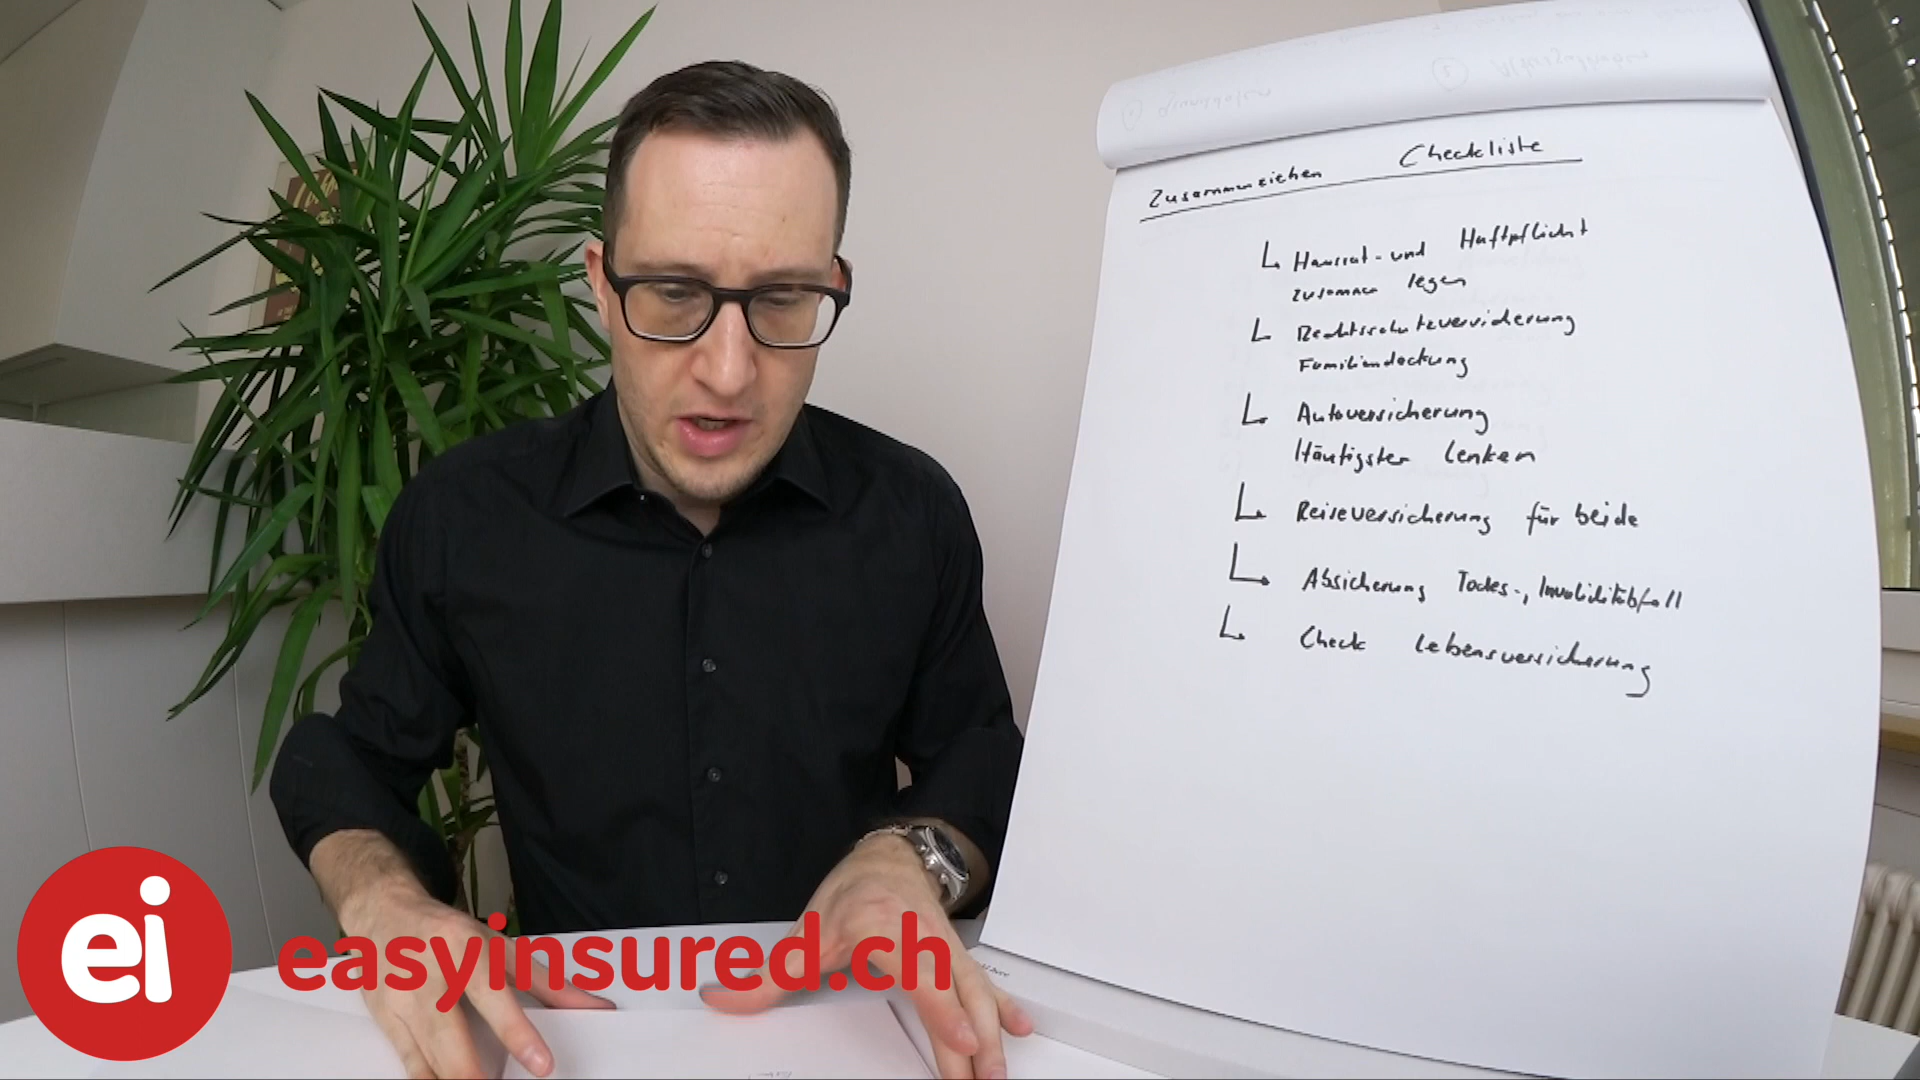 Zusammenziehen Checkliste
Hausrat- und Haftpflicht
zusammen legen
Rechtsschutzversicherung
Familiendeckung
Autoversicherung
Häufigster Lenker
Reiseversicherung für beide
Absicherung Todes-, Invaliditätsfall
Check Lebensversicherung
ei easyinsured.ch